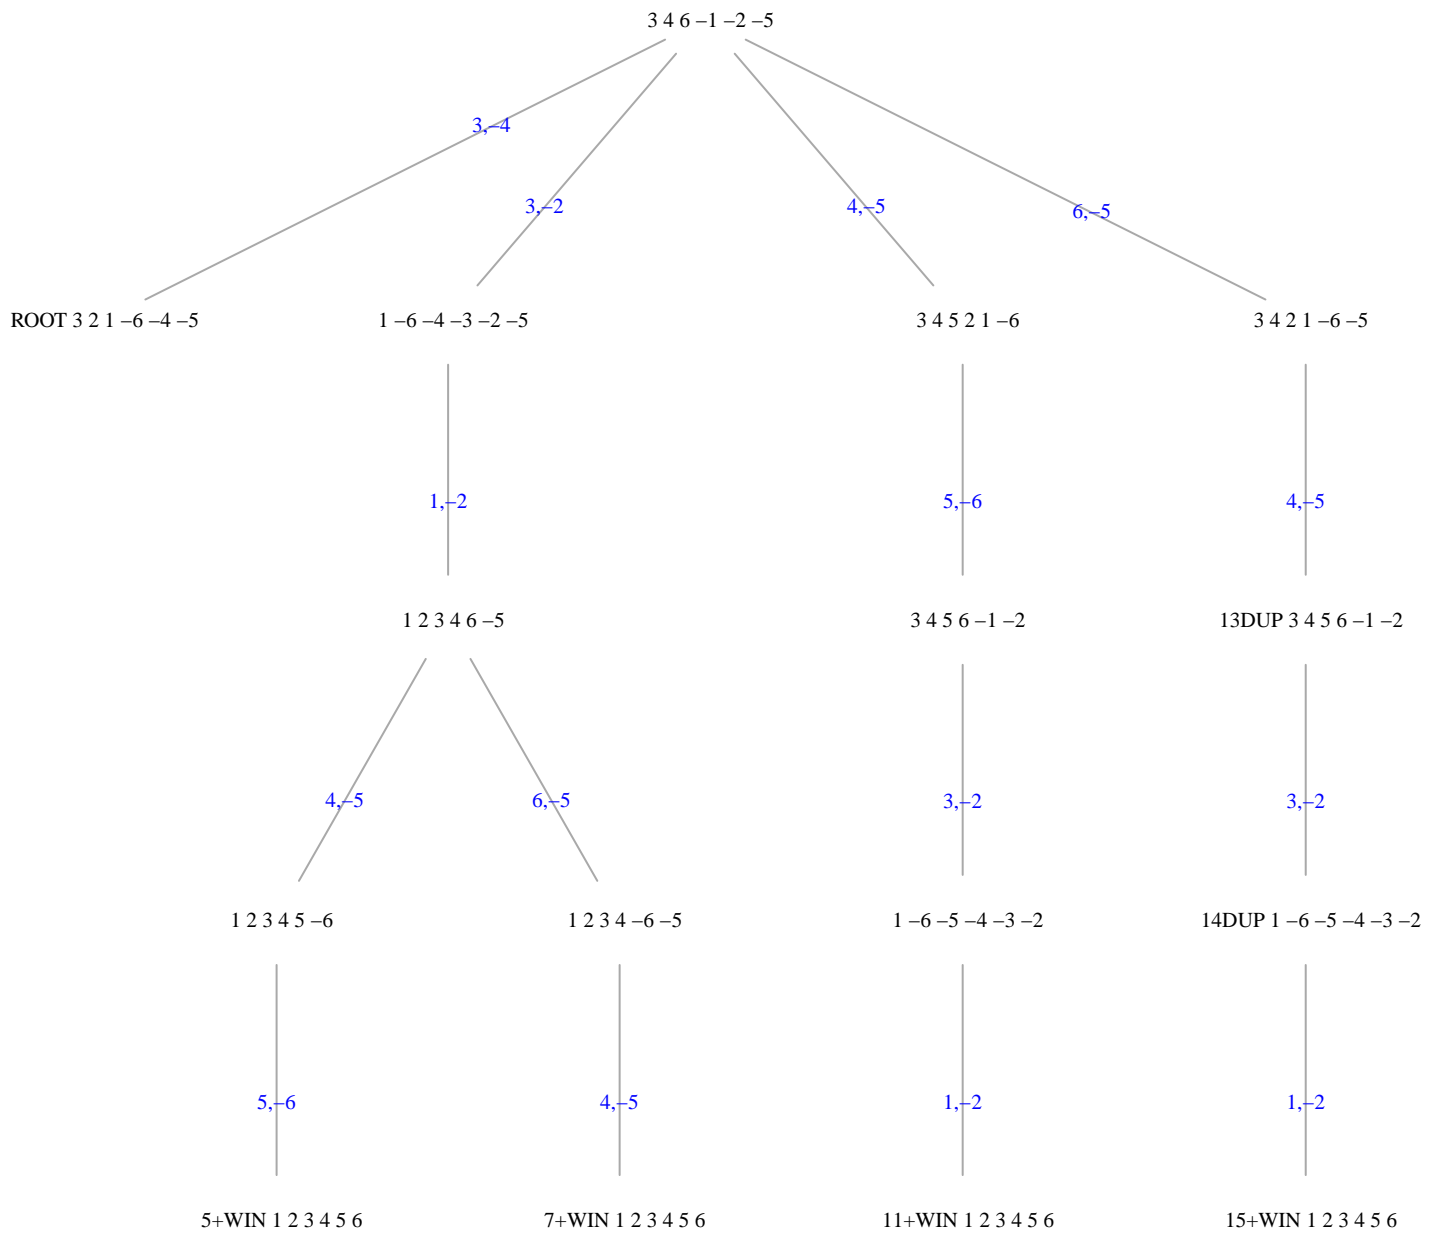 3 4 6 –1 –2 –5
3,–4
3,–2
4,–5
6,–5
ROOT 3 2 1 –6 –4 –5
1 –6 –4 –3 –2 –5
3 4 5 2 1 –6
3 4 2 1 –6 –5
1,–2
5,–6
4,–5
1 2 3 4 6 –5
3 4 5 6 –1 –2
13DUP 3 4 5 6 –1 –2
4,–5
6,–5
3,–2
3,–2
1 2 3 4 5 –6
1 2 3 4 –6 –5
1 –6 –5 –4 –3 –2
14DUP 1 –6 –5 –4 –3 –2
5,–6
4,–5
1,–2
1,–2
5+WIN 1 2 3 4 5 6
7+WIN 1 2 3 4 5 6
11+WIN 1 2 3 4 5 6
15+WIN 1 2 3 4 5 6